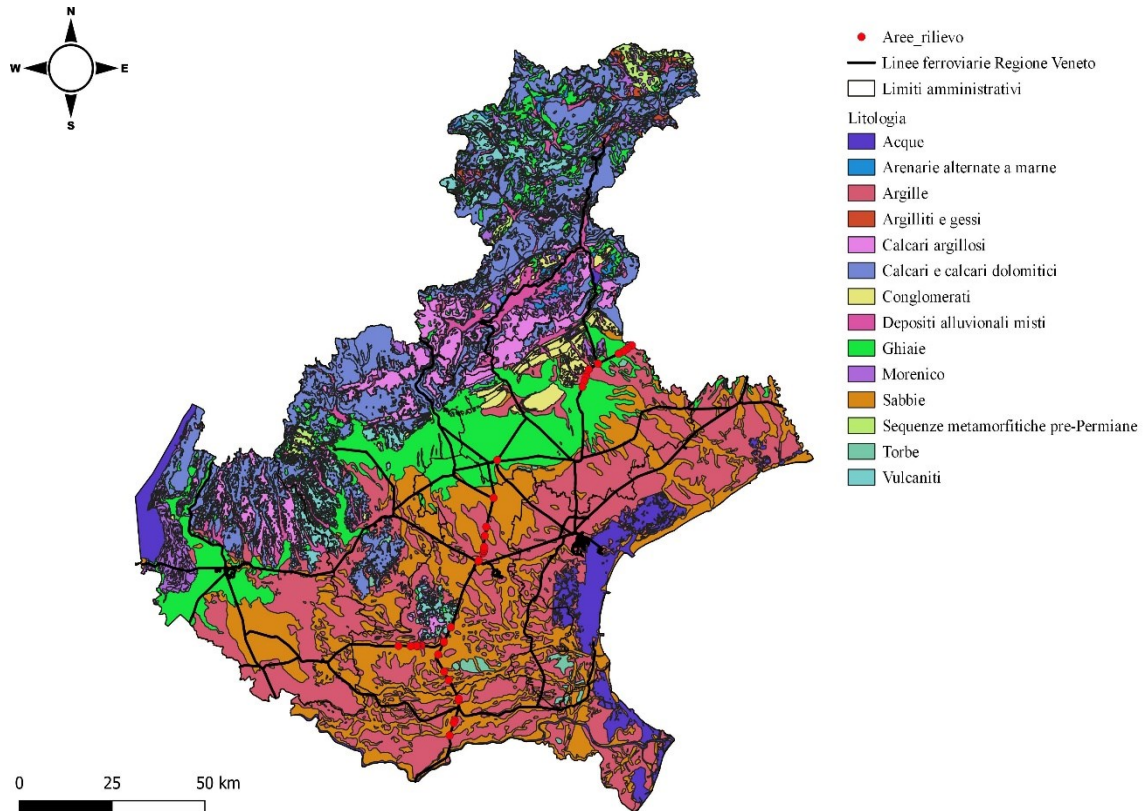 N
W
E
S
Aree_rilievo
Linee ferroviarie Regione Veneto
Limiti amministrativi
Litologia
Acque
Arenarie alternate a marne
Argille
Argilliti e gessi
Calcari argillosi
Calcari e calcari dolomitici
Conglomerati
Depositi alluvionali misti
Ghiaie
Morenico
Sabbie
Sequenze metamorfitiche pre-Permiane
Torbe
Vulcaniti
0 25 50 km